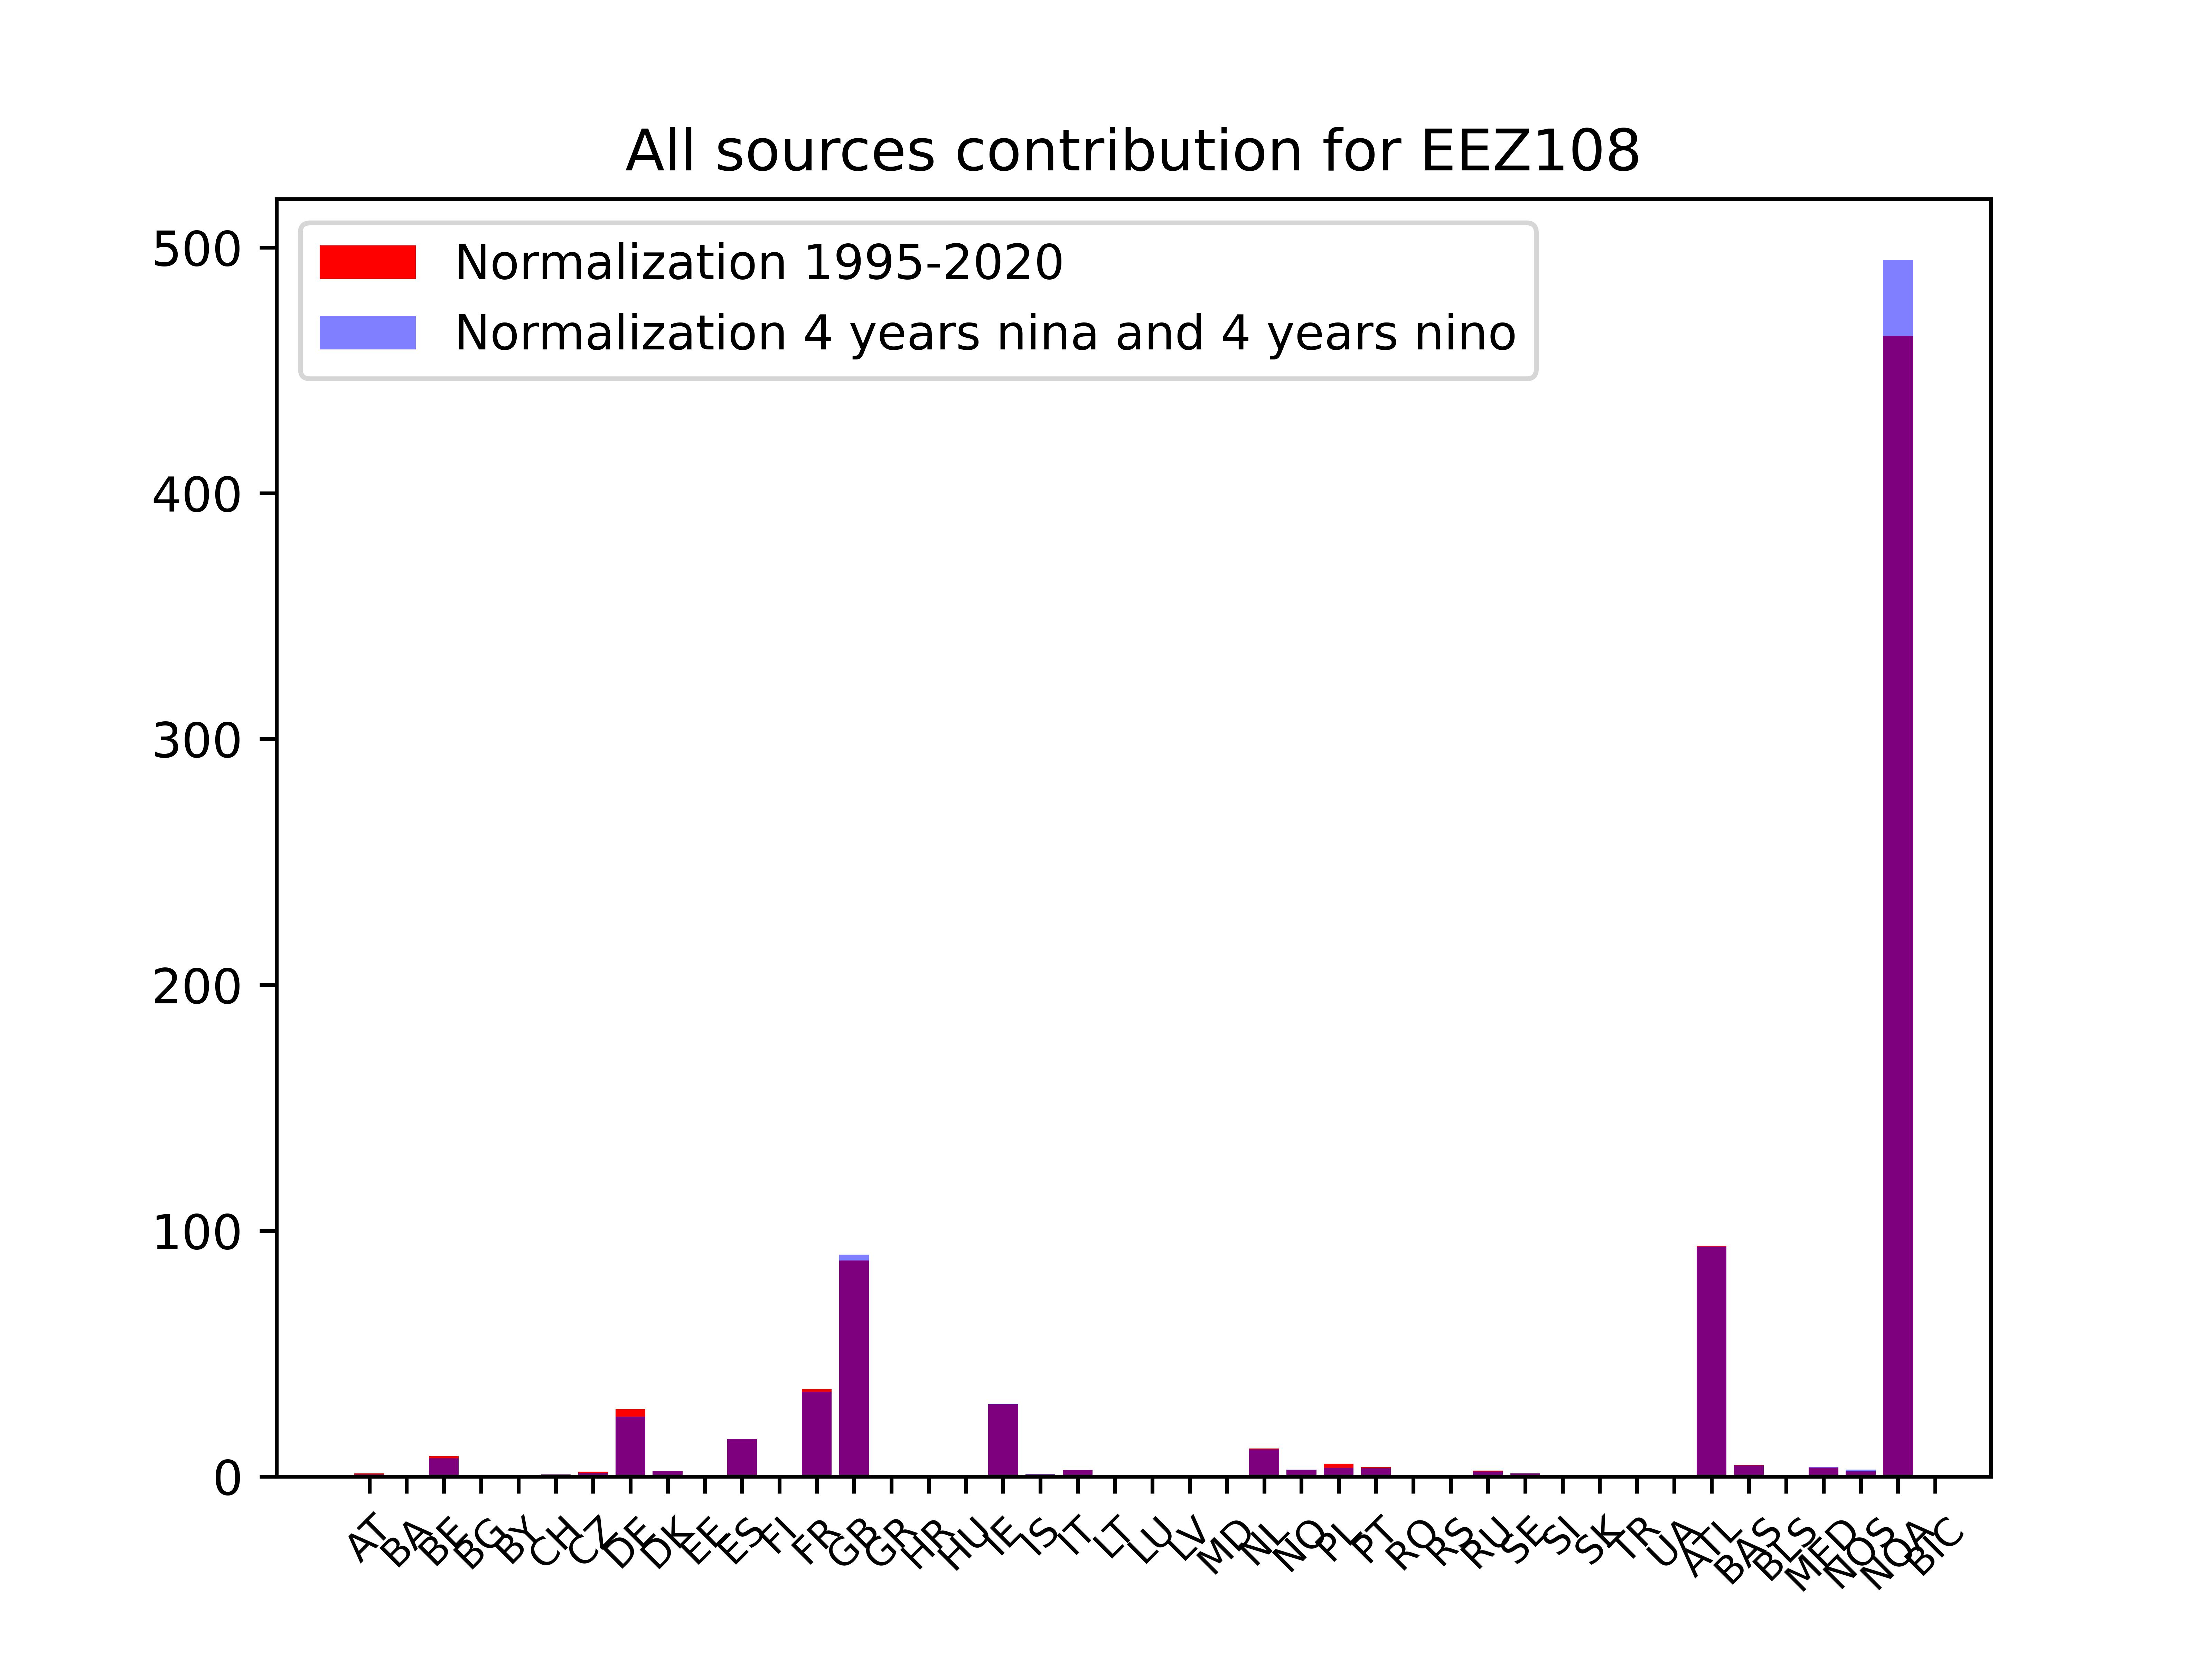 All sources contribution for EEZ108
Normalization 1995-2020
Normalization 4 years nina and 4 years nino
500
400
300
200
100
0
AT
BA
BE
BG
BY
CH
CZ
DE
DK
EE
ES
FI
FR
GB
GR
HR
HU
IE
IS
IT
LT
LU
LV
MD
NL
NO
PL
PT
RO
RS
RU
SE
SI
SK
TR
UA
ATL
BAS
BLS
MED
NOS
NOA
BIC